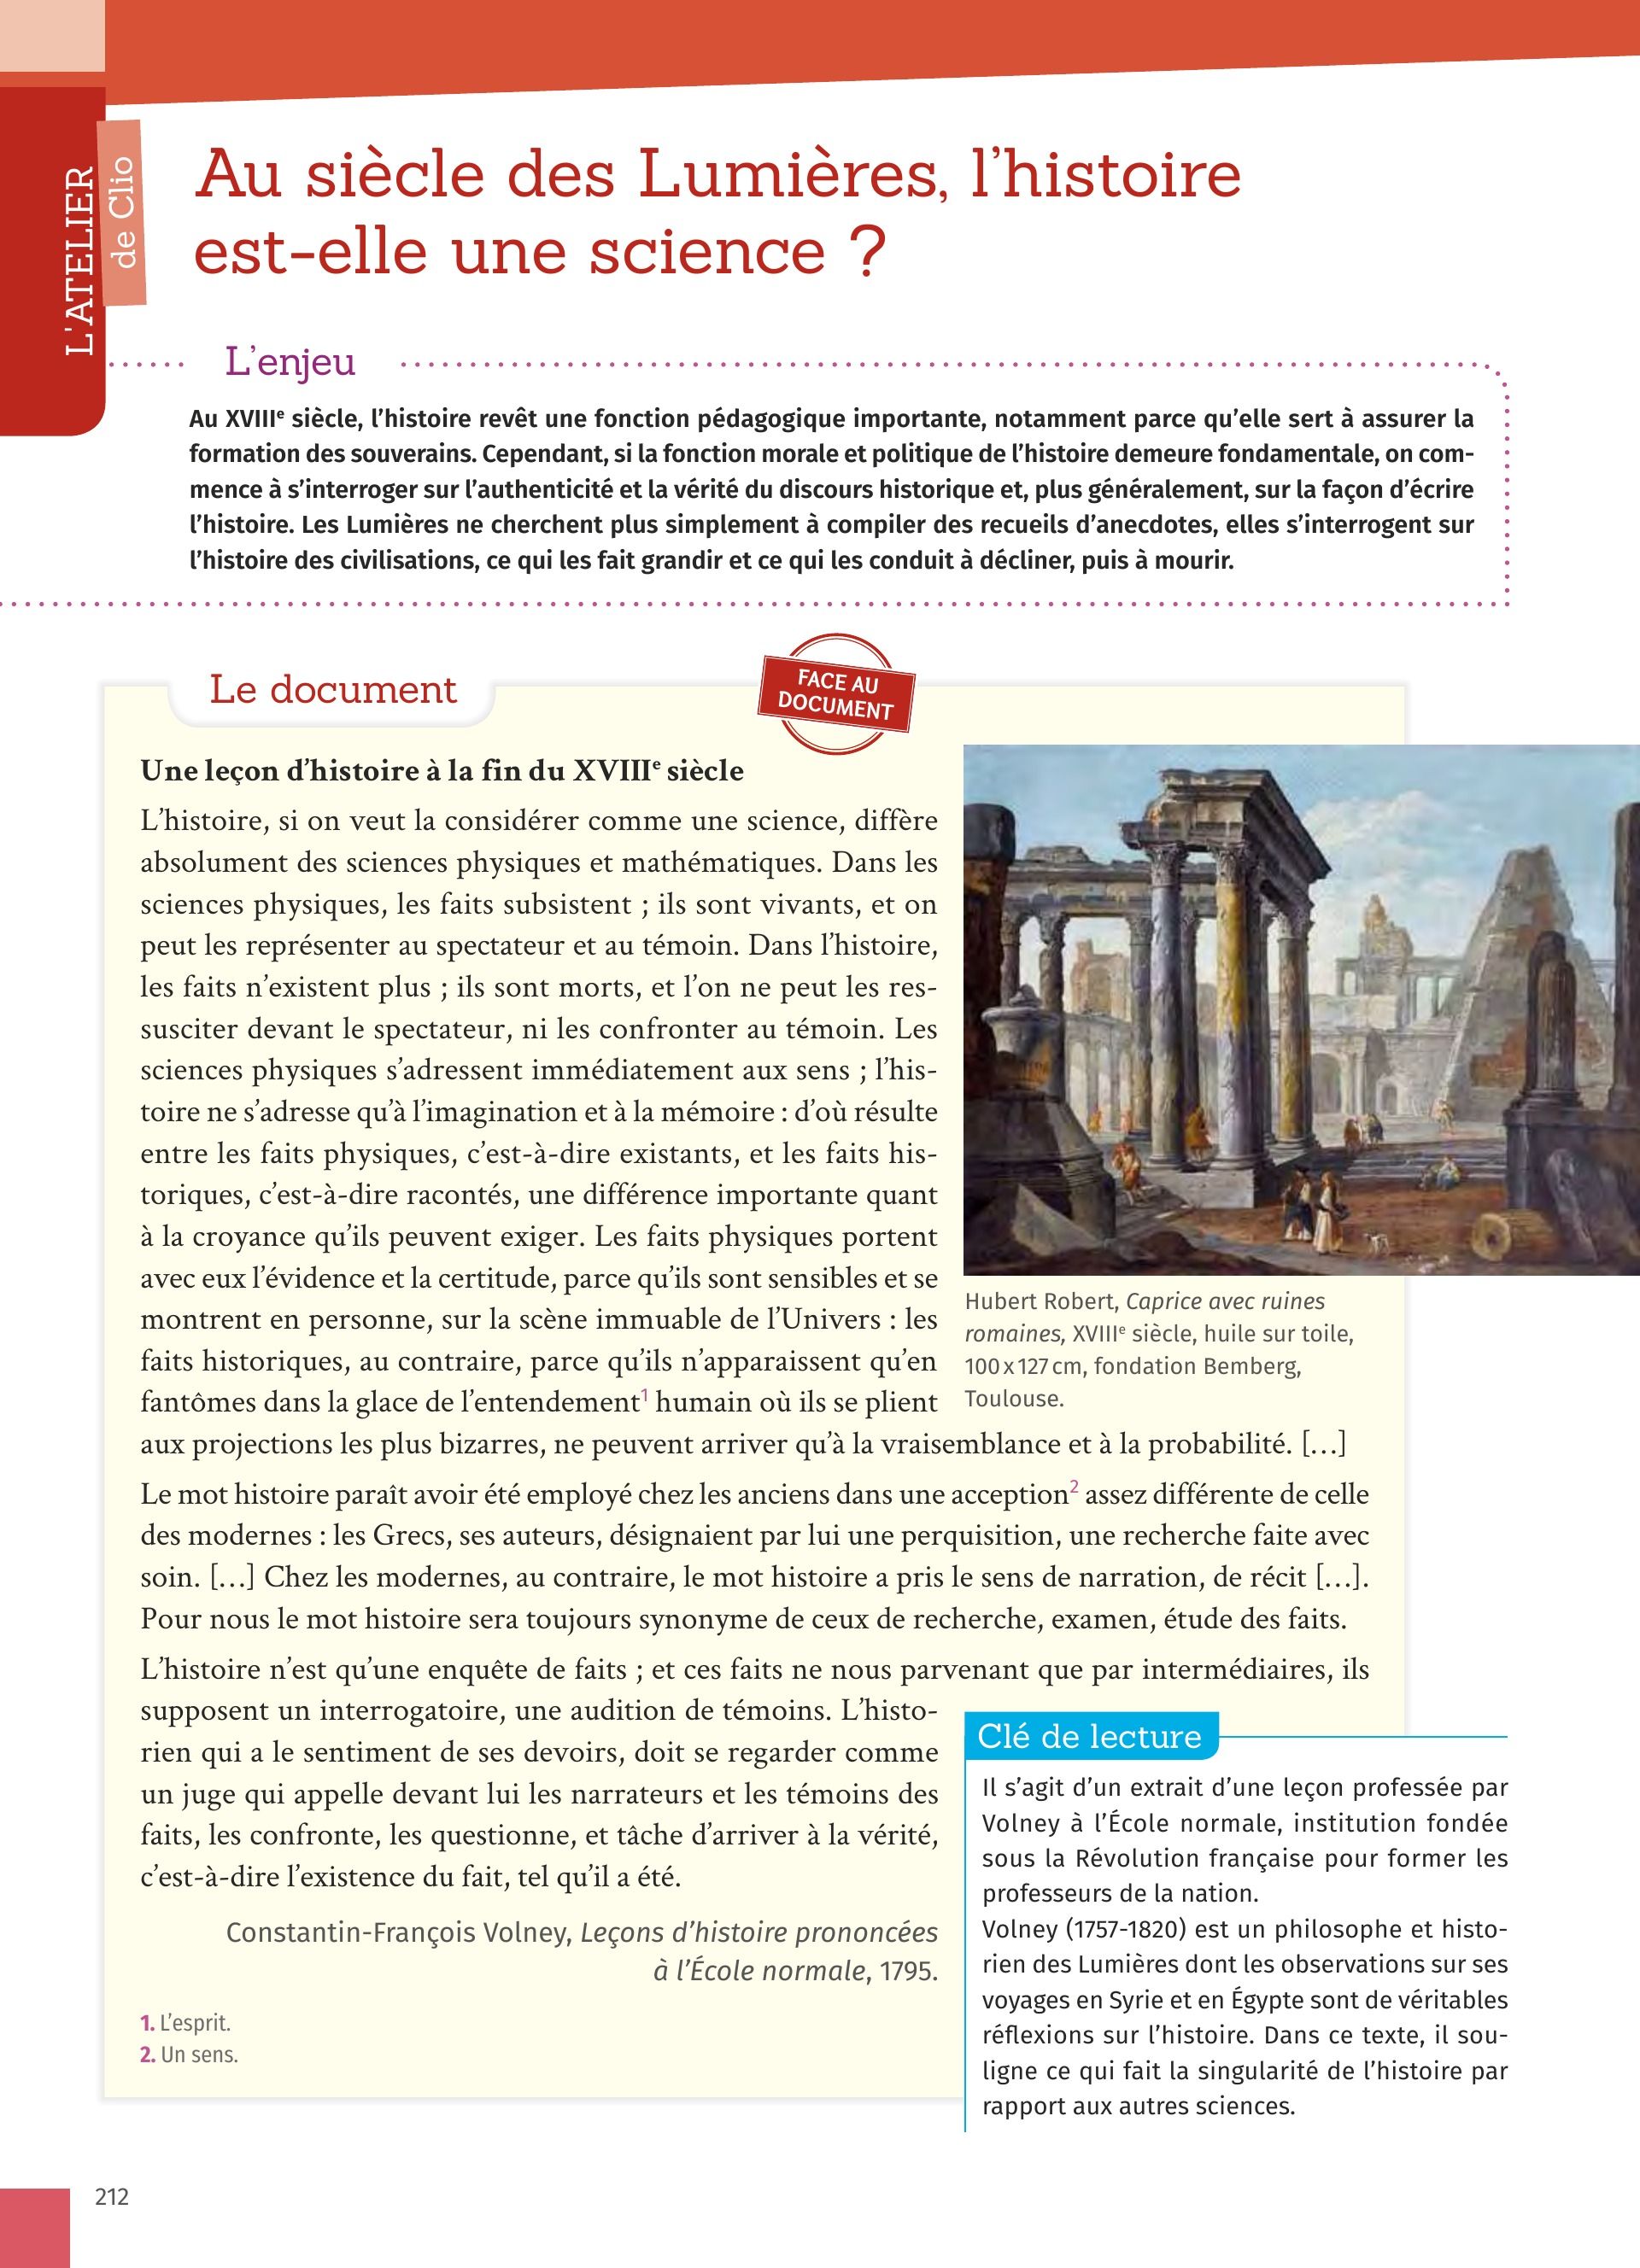 L'ATELIER
de Clio
Au siècle des Lumières, l'histoire
est-elle une science ?
L'enjeu
Au XVIIIe siècle, l'histoire revêt une fonction pédagogique importante, notamment parce qu'elle sert à assurer la
formation des souverains. Cependant, si la fonction morale et politique de l'histoire demeure fondamentale, on com-
mence à s'interroger sur l'authenticité et la vérité du discours historique et, plus généralement, sur la façon d'écrire
l'histoire. Les Lumières ne cherchent plus simplement à compiler des recueils d'anecdotes, elles s'interrogent sur
l'histoire des civilisations, ce qui les fait grandir et ce qui les conduit à décliner, puis à mourir.
Le document
FACE AU
DOCUMENT
Une leçon d'histoire à la fin du XVIIIe siècle
L'histoire, si on veut la considérer comme une science, diffère
absolument des sciences physiques et mathématiques. Dans les
sciences physiques, les faits subsistent ; ils sont vivants, et on
peut les représenter au spectateur et au témoin. Dans l'histoire,
les faits n'existent plus ; ils sont morts, et l'on ne peut les res-
susciter devant le spectateur, ni les confronter au témoin. Les
sciences physiques s'adressent immédiatement aux sens ; l'his-
toire ne s'adresse qu'à l'imagination et à la mémoire : d'où résulte
entre les faits physiques, c'est-à-dire existants, et les faits his-
toriques, c'est-à-dire racontés, une différence importante quant
à la croyance qu'ils peuvent exiger. Les faits physiques portent
avec eux l'évidence et la certitude, parce qu'ils sont sensibles et se
montrent en personne, sur la scène immuable de l'Univers : les
faits historiques, au contraire, parce qu'ils n'apparaissent qu'en
fantômes dans la glace de l'entendement1 humain où ils se plient
aux projections les plus bizarres, ne peuvent arriver qu'à la vraisemblance et à la probabilité. […]
Le mot histoire paraît avoir été employé chez les anciens dans une acception2 assez différente de celle
des modernes : les Grecs, ses auteurs, désignaient par lui une perquisition, une recherche faite avec
soin. […] Chez les modernes, au contraire, le mot histoire a pris le sens de narration, de récit […].
Pour nous le mot histoire sera toujours synonyme de ceux de recherche, examen, étude des faits.
L'histoire n'est qu'une enquête de faits ; et ces faits ne nous parvenant que par intermédiaires, ils
supposent un interrogatoire, une audition de témoins. L'histo-
rien qui a le sentiment de ses devoirs, doit se regarder comme
un juge qui appelle devant lui les narrateurs et les témoins des
faits, les confronte, les questionne, et tâche d'arriver à la vérité,
c'est-à-dire l'existence du fait, tel qu'il a été.
Constantin-François Volney, Leçons d'histoire prononcées
à l'École normale, 1795.
1. L'esprit.
2. Un sens.
Hubert Robert, Caprice avec ruines
romaines, XVIIIe siècle, huile sur toile,
100 x 127 cm, fondation Bemberg,
Toulouse.
Clé de lecture
Il s'agit d'un extrait d'une leçon professée par
Volney à l'École normale, institution fondée
sous la Révolution française pour former les
professeurs de la nation.
Volney (1757-1820) est un philosophe et histo-
rien des Lumières dont les observations sur ses
voyages en Syrie et en Égypte sont de véritables
réflexions sur l'histoire. Dans ce texte, il sou-
ligne ce qui fait la singularité de l'histoire par
rapport aux autres sciences.
212